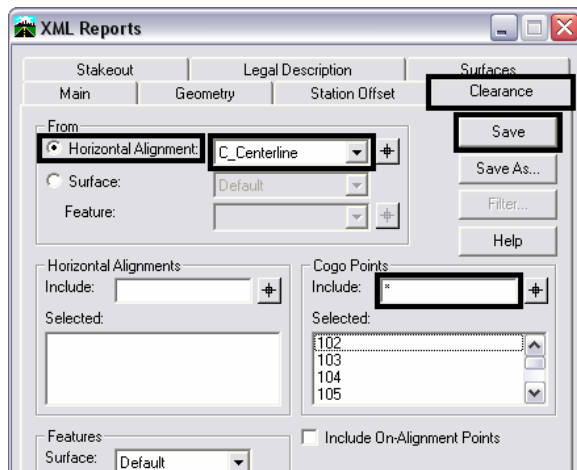 XML Reports
Stakeout Legal Description Surfaces
Main Geometry Station Offset Clearance
From
Horizontal Alignment: C_Centerline
Surface: Default
Feature:
Save
Save As...
Filter...
Help
Horizontal Alignments
Include:
Selected:
Cogo Points
Include: *
Selected:
102
103
104
105
Features
Surface: Default
Include On-Alignment Points